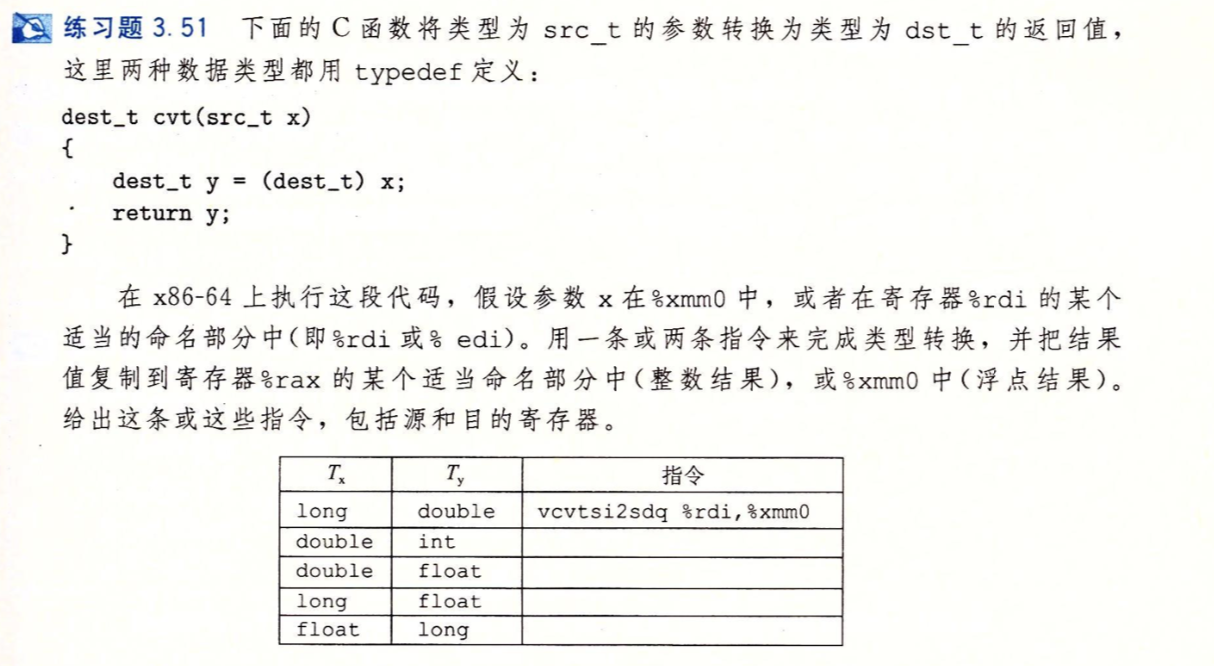 练习题 3.51 下面的 C 函数将类型为 src_t 的参数转换为类型为 dst_t 的返回值，
这里两种数据类型都用 typedef 定义：
dest_t cvt(src_t x)
{
dest_t y = (dest_t) x;
return y;
}
在 x86-64 上执行这段代码，假设参数 x 在%xmm0 中，或者在寄存器%rdi 的某个
适当的命名部分中(即%rdi 或% edi)。用一条或两条指令来完成类型转换，并把结果
值复制到寄存器%rax 的某个适当命名部分中(整数结果)，或%xmm0 中(浮点结果)。
给出这条或这些指令，包括源和目的寄存器。
Tx Ty 指令
long double vcvtsi2sdq %rdi,%xmm0
double int
double float
long float
float long